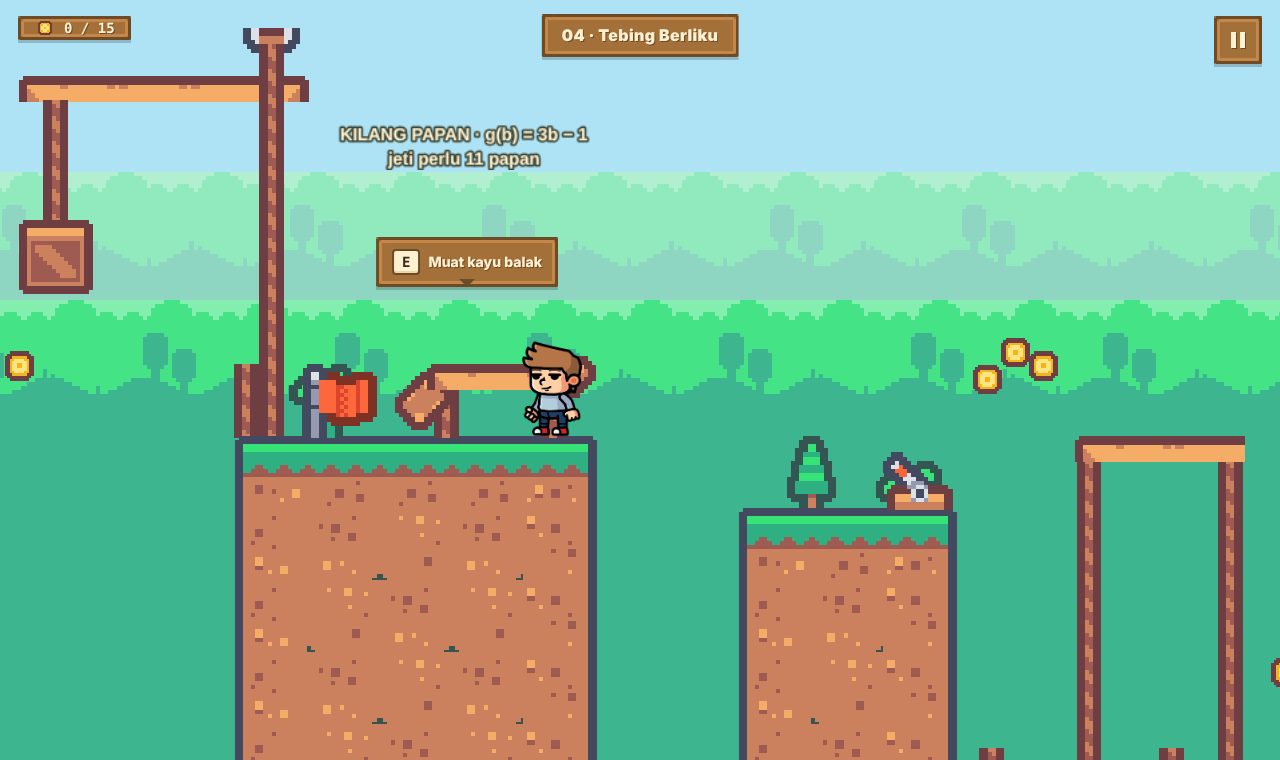 0 / 15
04 · Tebing Berliku
KILANG PAPAN · g(b) = 3b − 1
jeti perlu 11 papan
E Muat kayu balak